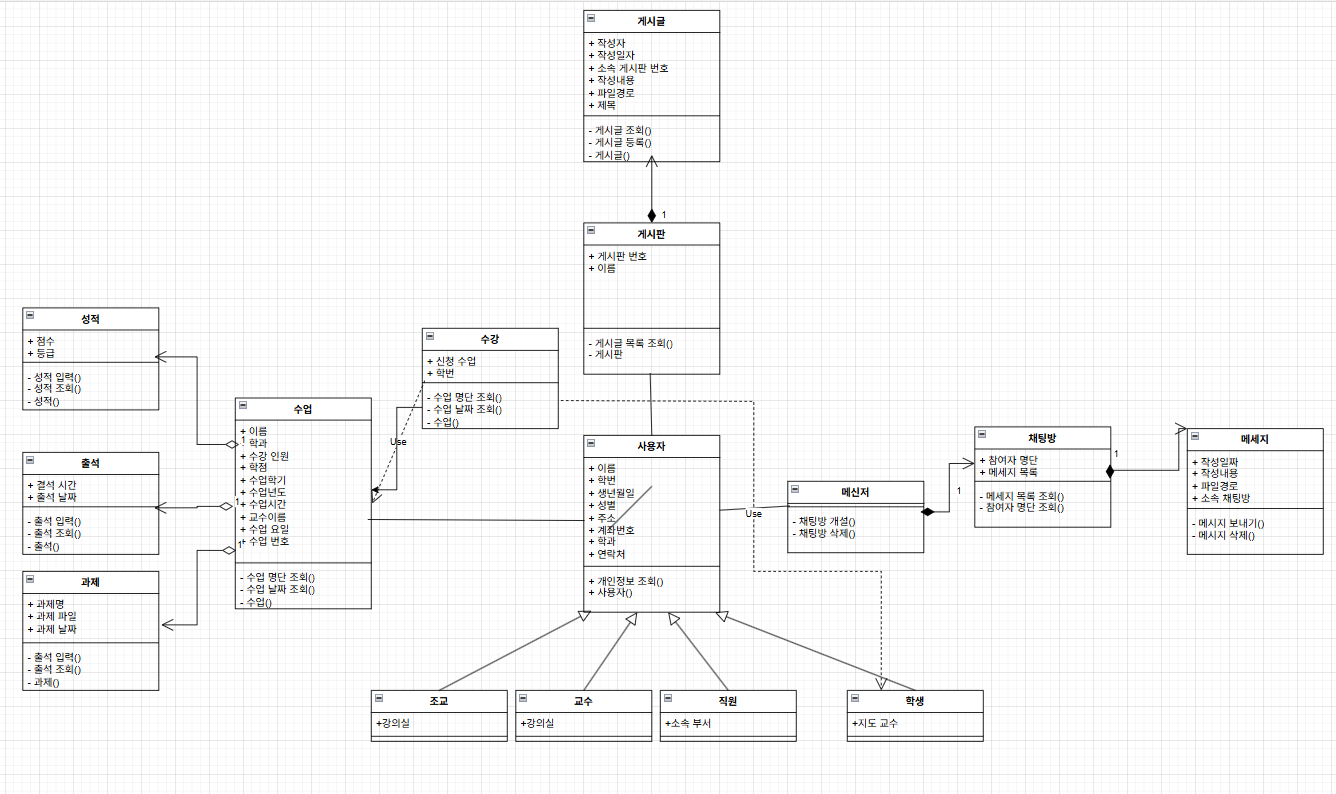 게시글
+ 작성자
+ 작성일자
+ 소속 게시판 번호
+ 작성내용
+ 파일경로
+ 제목
- 게시글 조회()
- 게시글 등록()
- 게시글()
1
게시판
+ 게시판 번호
+ 이름
- 게시글 목록 조회()
- 게시판
성적
+ 점수
+ 등급
- 성적 입력()
- 성적 조회()
- 성적()
수강
+ 신청 수업
+ 학번
- 수업 명단 조회()
- 수업 날짜 조회()
- 수업()
Use
수업
+ 이름
+ 학과
+ 수강 인원
+ 학점
+ 수업학기
+ 수업년도
+ 수업시간
+ 교수이름
+ 수업 요일
+ 수업 번호
- 수업 명단 조회()
- 수업 날짜 조회()
- 수업()
1
1
1
출석
+ 결석 시간
+ 출석 날짜
- 출석 입력()
- 출석 조회()
- 출석()
과제
+ 과제명
+ 과제 파일
+ 과제 날짜
- 출석 입력()
- 출석 조회()
- 과제()
사용자
+ 이름
+ 학번
+ 생년월일
+ 성별
+ 주소
+ 계좌번호
+ 학과
+ 연락처
+ 개인정보 조회()
+ 사용자()
Use
메신저
- 채팅방 개설()
- 채팅방 삭제()
1
채팅방
+ 참여자 명단
+ 메세지 목록
- 메세지 목록 조회()
- 참여자 명단 조회()
1
메세지
+ 작성일짜
+ 작성내용
+ 파일경로
+ 소속 채팅방
- 메시지 보내기()
- 메시지 삭제()
조교
+강의실
교수
+강의실
직원
+소속 부서
학생
+지도 교수